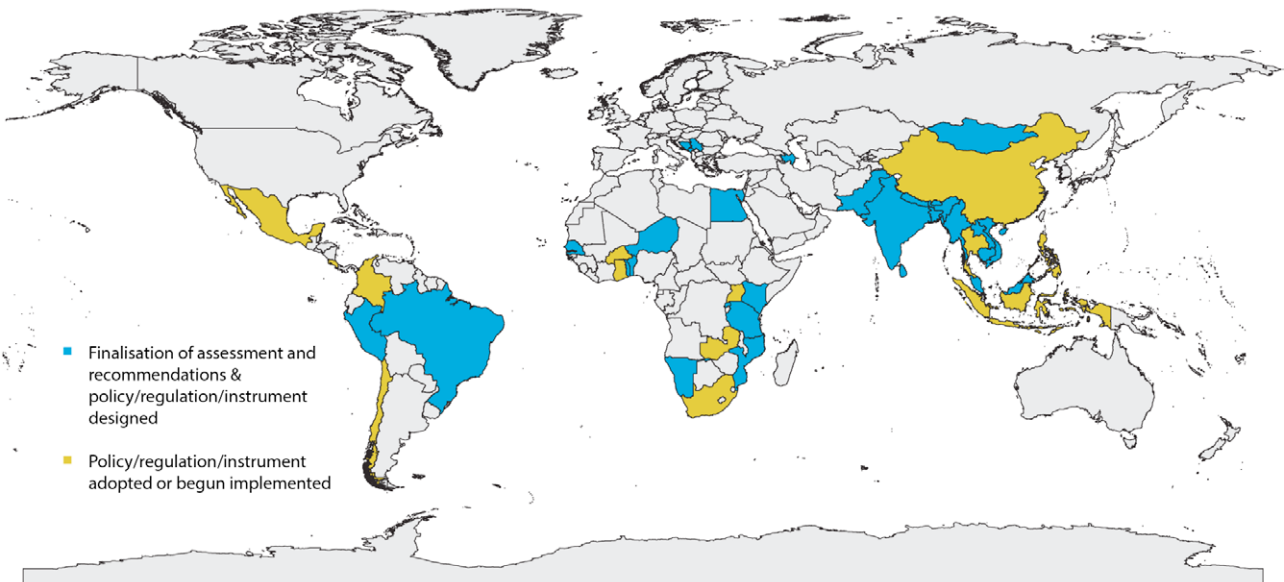 Finalisation of assessment and
recommendations &
policy/regulation/instrument
designed
Policy/regulation/instrument
adopted or begun implemented